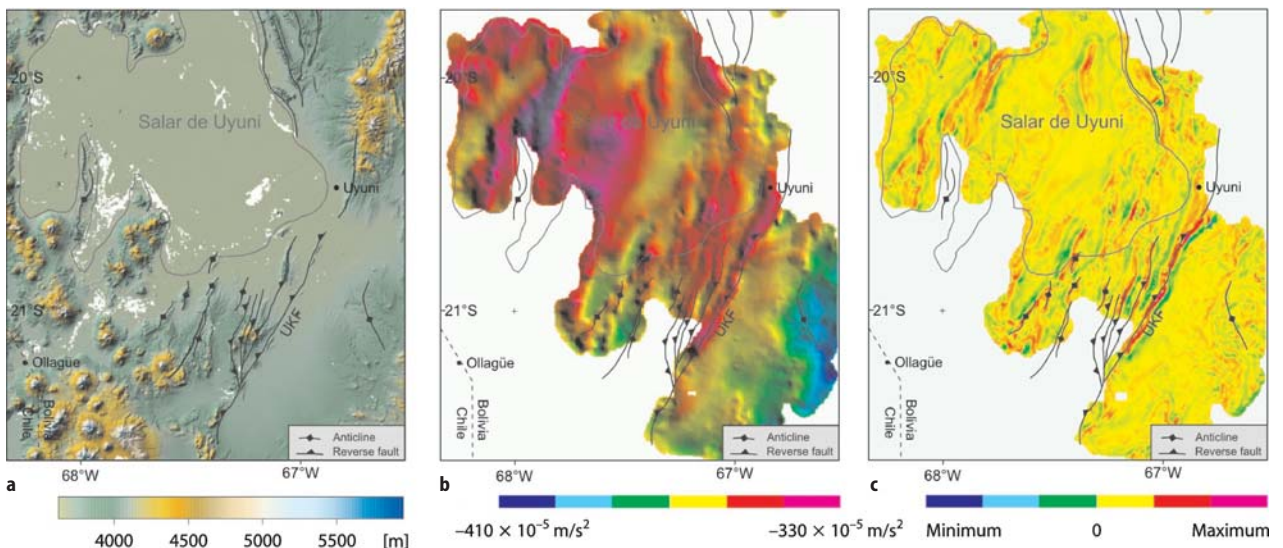 20°S
Salar de Uyuni
Uyuni
21°S
UKF
Ollagüe
Bolivia
Chile
Anticline
Reverse fault
68°W
67°W
a
4000 4500 5000 5500 [m]
20°S
de Uyuni
Uyuni
21°S
UKF
Ollagüe
Bolivia
Chile
Anticline
Reverse fault
68°W
67°W
b
−410 × 10⁻⁵ m/s²
−330 × 10⁻⁵ m/s²
20°S
Salar de Uyuni
Uyuni
21°S
UKF
Ollagüe
Bolivia
Chile
Anticline
Reverse fault
68°W
67°W
c
Minimum 0 Maximum